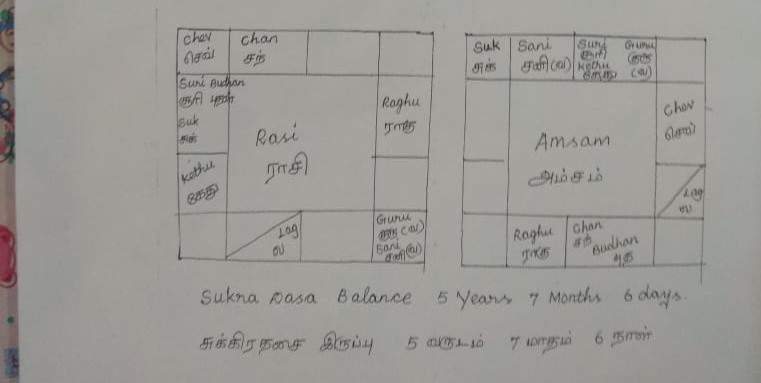 Chev
செவ்
Chan
சந்
Suri Budhan
சூரி புதன்
Suk
சுக்
Raghu
ராகு
Rasi
ராசி
Kethu
கேது
Lag
ல
Guru
குரு (வ)
Sani
சனி (வ)
Suk
சுக்
Sani
சனி (வ)
Suri Guru
சூரி குரு
Kethu (வ)
கேது
Chev
செவ்
Amsam
அம்சம்
Lag
ல
Raghu
ராகு
Chan
சந்
Budhan
புத
Sukra Dasa Balance 5 Years 7 Months 6 days.
சுக்கிர தசை இருப்பு 5 வருடம் 7 மாதம் 6 நாள்